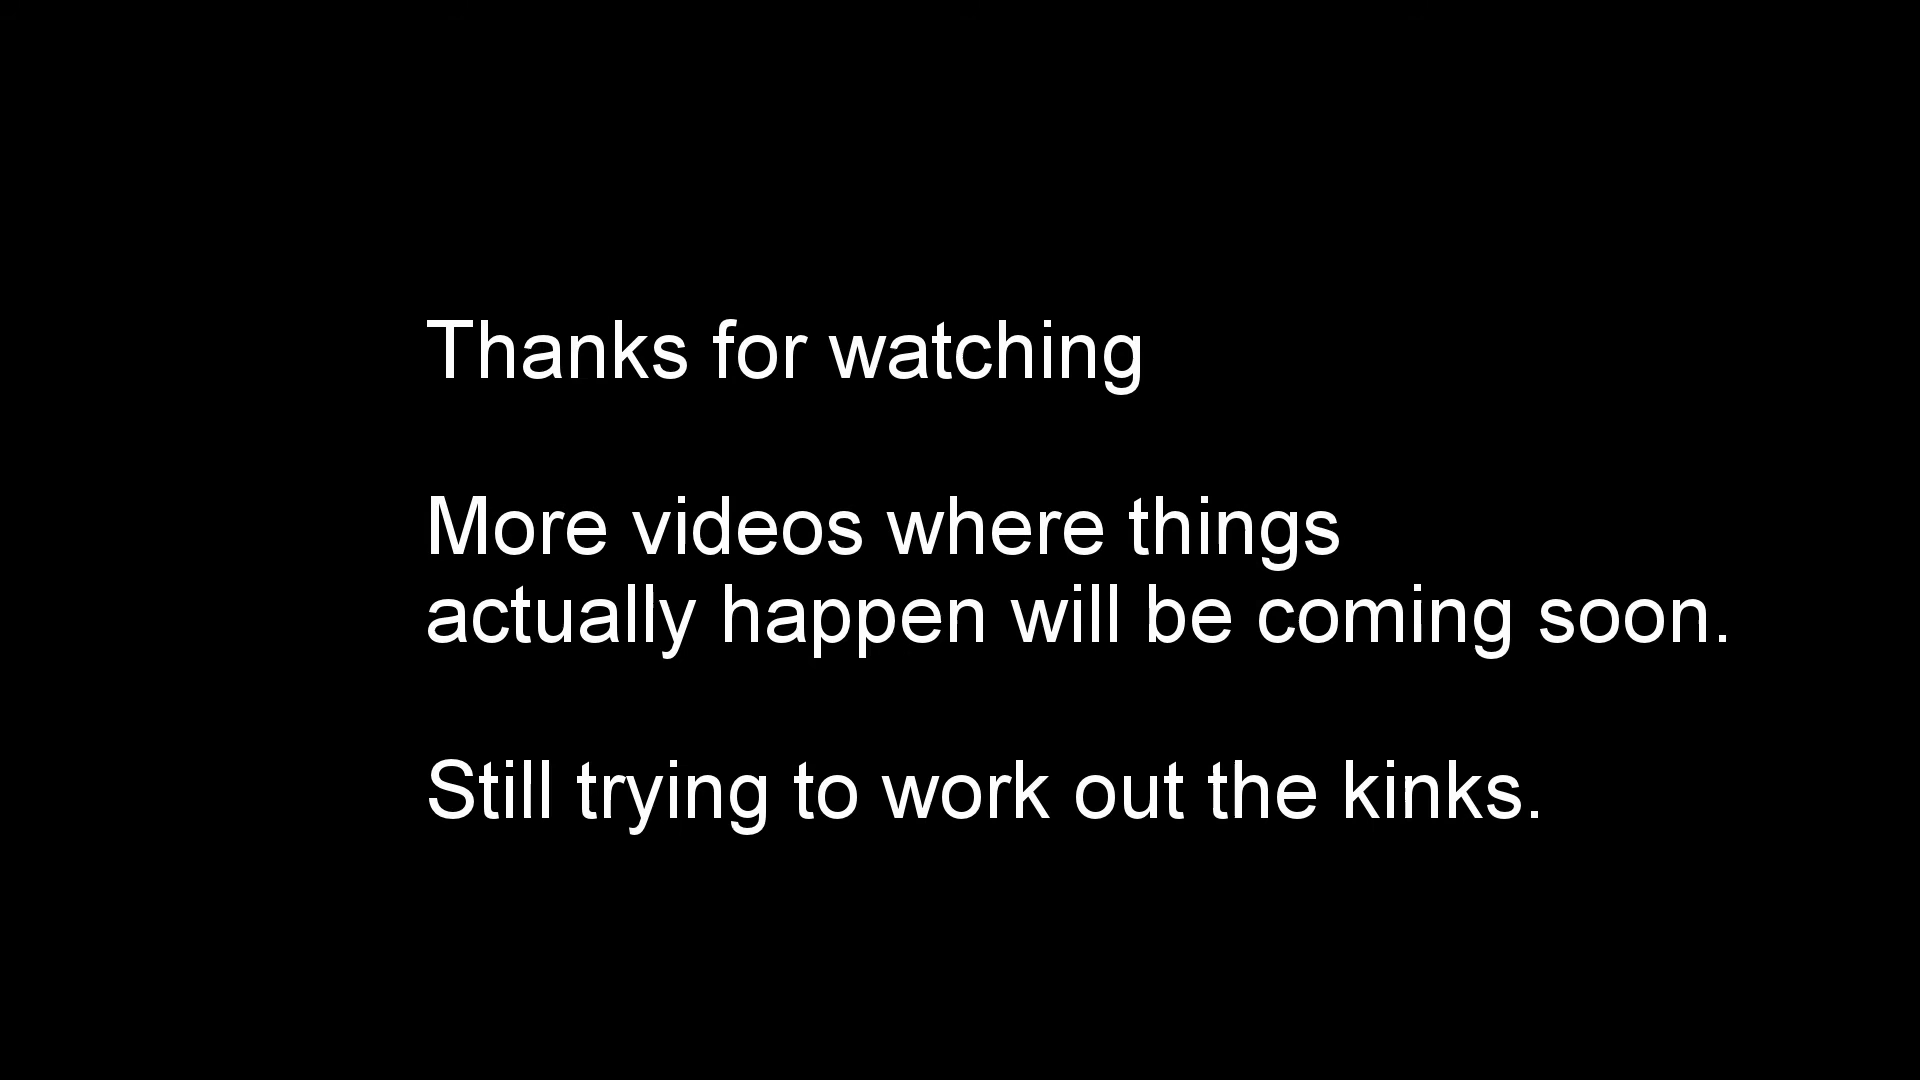 Thanks for watching
More videos where things
actually happen will be coming soon.
Still trying to work out the kinks.